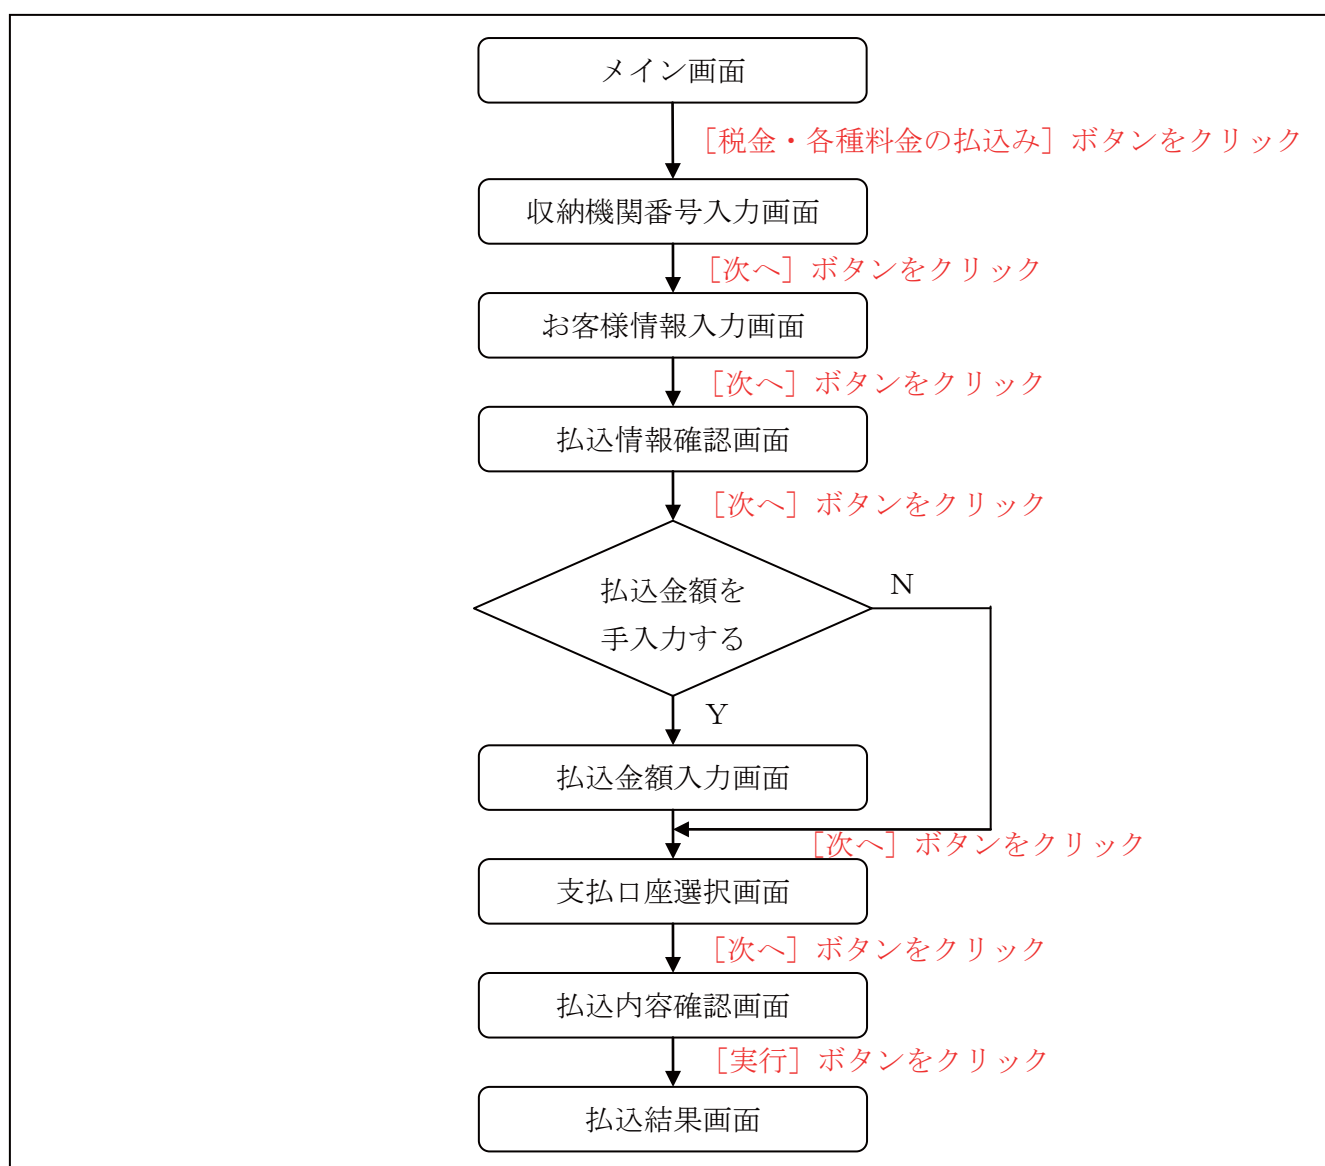 メイン画面
［税金・各種料金の払込み］ボタンをクリック
収納機関番号入力画面
［次へ］ボタンをクリック
お客様情報入力画面
［次へ］ボタンをクリック
払込情報確認画面
［次へ］ボタンをクリック
払込金額を
手入力する
N
Y
払込金額入力画面
［次へ］ボタンをクリック
支払口座選択画面
［次へ］ボタンをクリック
払込内容確認画面
［実行］ボタンをクリック
払込結果画面